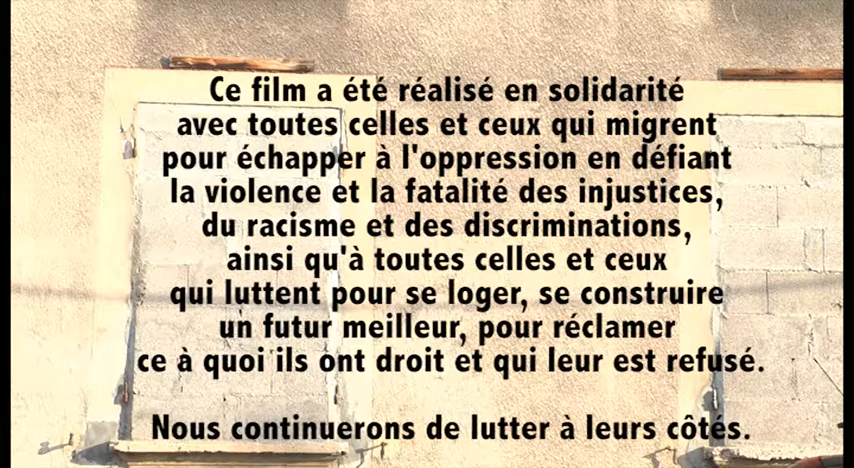 Ce film a été réalisé en solidarité
avec toutes celles et ceux qui migrent
pour échapper à l'oppression en défiant
la violence et la fatalité des injustices,
du racisme et des discriminations,
ainsi qu'à toutes celles et ceux
qui luttent pour se loger, se construire
un futur meilleur, pour réclamer
ce à quoi ils ont droit et qui leur est refusé.
Nous continuerons de lutter à leurs côtés.